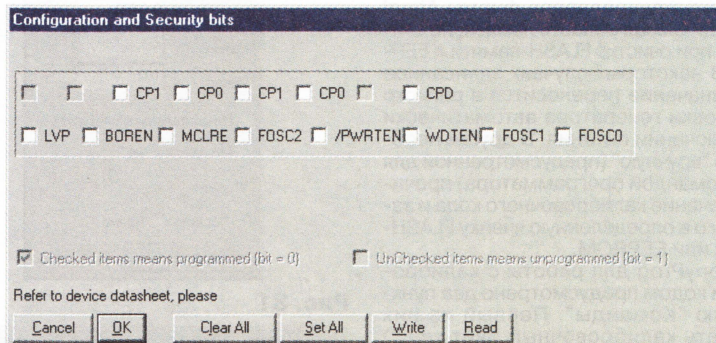 Configuration and Security bits
CP1 CP0 CP1 CP0 CPD
LVP BOREN MCLRE FOSC2 /PWRTEN WDTEN FOSC1 FOSC0
Checked items means programmed (bit = 0) UnChecked items means unprogrammed (bit = 1)
Refer to device datasheet, please
Cancel OK Clear All Set All Write Read